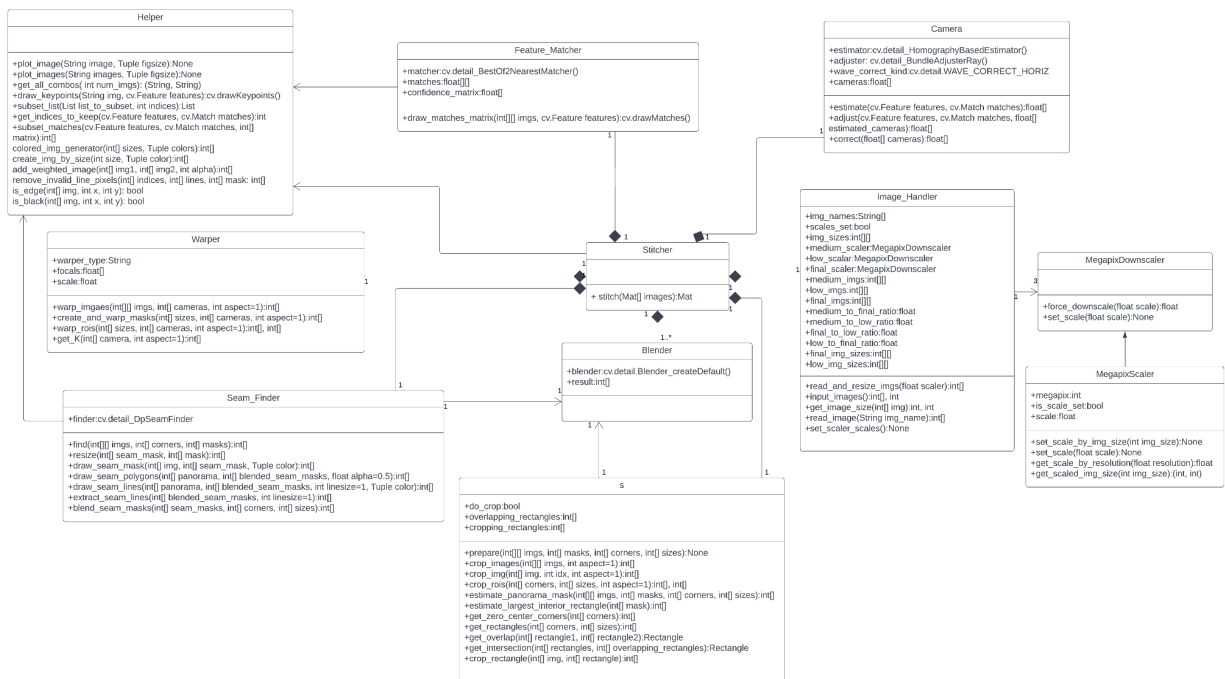 Helper
+plot_image(String image, Tuple figsize):None
+plot_images(String images, Tuple figsize):None
+get_all_combos( int num_imgs): (String, String)
+draw_keypoints(String img, cv.Feature features):cv.drawKeypoints()
+subset_list(List list_to_subset, int indices):List
+get_indices_to_keep(cv.Feature features, cv.Match matches):int
+subset_matches(cv.Feature features, cv.Match matches, int[]
matrix):int[]
colored_img_generator(int[] sizes, Tuple colors):int[]
create_img_by_size(int size, Tuple color):int[]
add_weighted_image(int[] img1, int[] img2, int alpha):int[]
remove_invalid_line_pixels(int[] indices, int[] lines, int[] mask: int[]
is_edge(int[] img, int x, int y): bool
is_black(int[] img, int x, int y): bool
Feature_Matcher
+matcher:cv.detail_BestOf2NearestMatcher()
+matches:float[][]
+confidence_matrix:float[]
+draw_matches_matrix(int[][] imgs, cv.Feature features):cv.drawMatches()
1
Camera
+estimator:cv.detail_HomographyBasedEstimator()
+adjuster: cv.detail_BundleAdjusterRay()
+wave_correct_kind:cv.detail.WAVE_CORRECT_HORIZ
+cameras:float[]
+estimate(cv.Feature features, cv.Match matches):float[]
+adjust(cv.Feature features, cv.Match matches, float[]
estimated_cameras):float[]
+correct(float[] cameras):float[]
1
Warper
+warper_type:String
+focals:float[]
+scale:float
+warp_imgaes(int[][] imgs, int[] cameras, int aspect=1):int[]
+create_and_warp_masks(int[] sizes, int[] cameras, int aspect=1):int[]
+warp_rois(int[] sizes, int[] cameras, int aspect=1):int[], int[]
+get_K(int[] camera, int aspect=1):int[]
1
1
1
Stitcher
+ stitch(Mat[] images):Mat
1
1
1
1
1
1
Image_Handler
+img_names:String[]
+scales_set:bool
+img_sizes:int[][]
+medium_scaler:MegapixDownscaler
+low_scalar:MegapixDownscaler
+final_scaler:MegapixDownscaler
+medium_imgs:int[][]
+low_imgs:int[][]
+final_imgs:int[][]
+medium_to_final_ratio:float
+medium_to_low_ratio:float
+final_to_low_ratio:float
+low_to_final_ratio:float
+final_img_sizes:int[][]
+low_img_sizes:int[]
+read_and_resize_imgs(float scaler):int[]
+input_images():int[], int
+get_image_size(int[] img):int, int
+read_image(String img_name):int[]
+set_scaler_scales():None
1
1
3
MegapixDownscaler
+force_downscale(float scale):float
+set_scale(float scale):None
MegapixScaler
+megapix:int
+is_scale_set:bool
+scale:float
+set_scale_by_img_size(int img_size):None
+set_scale(float scale):None
+get_scale_by_resolution(float resolution):float
+get_scaled_img_size(int img_size):(int, int)
1..*
Blender
+blender:cv.detail.Blender_createDefault()
+result:int[]
1
1
1
1
Seam_Finder
+finder:cv.detail_DpSeamFinder
+find(int[][] imgs, int[] corners, int[] masks):int[]
+resize(int[] seam_mask, int[] mask):int[]
+draw_seam_mask(int[] img, int[] seam_mask, Tuple color):int[]
+draw_seam_polygons(int[] panorama, int[] blended_seam_masks, float alpha=0.5):int[]
+draw_seam_lines(int[] panorama, int[] blended_seam_masks, int linesize=1, Tuple color):int[]
+extract_seam_lines(int[] blended_seam_masks, int linesize=1):int[]
+blend_seam_masks(int[] seam_masks, int[] corners, int[] sizes):int[]
1
1
s
+do_crop:bool
+overlapping_rectangles:int[]
+cropping_rectangles:int[]
+prepare(int[][] imgs, int[] masks, int[] corners, int[] sizes):None
+crop_images(int[][] imgs, int aspect=1):int[]
+crop_img(int[] img, int idx, int aspect=1):int[]
+crop_rois(int[] corners, int[] sizes, int aspect=1):int[], int[]
+estimate_panorama_mask(int[][] imgs, int[] masks, int[] corners, int[] sizes):int[]
+estimate_largest_interior_rectangle(int[] mask):int[]
+get_zero_center_corners(int[] corners):int[]
+get_rectangles(int[] corners, int[] sizes):int[]
+get_overlap(int[] rectangle1, int[] rectangle2):Rectangle
+get_intersection(int[] rectangles, int[] overlapping_rectangles):Rectangle
+crop_rectangle(int[] img, int[] rectangle):int[]